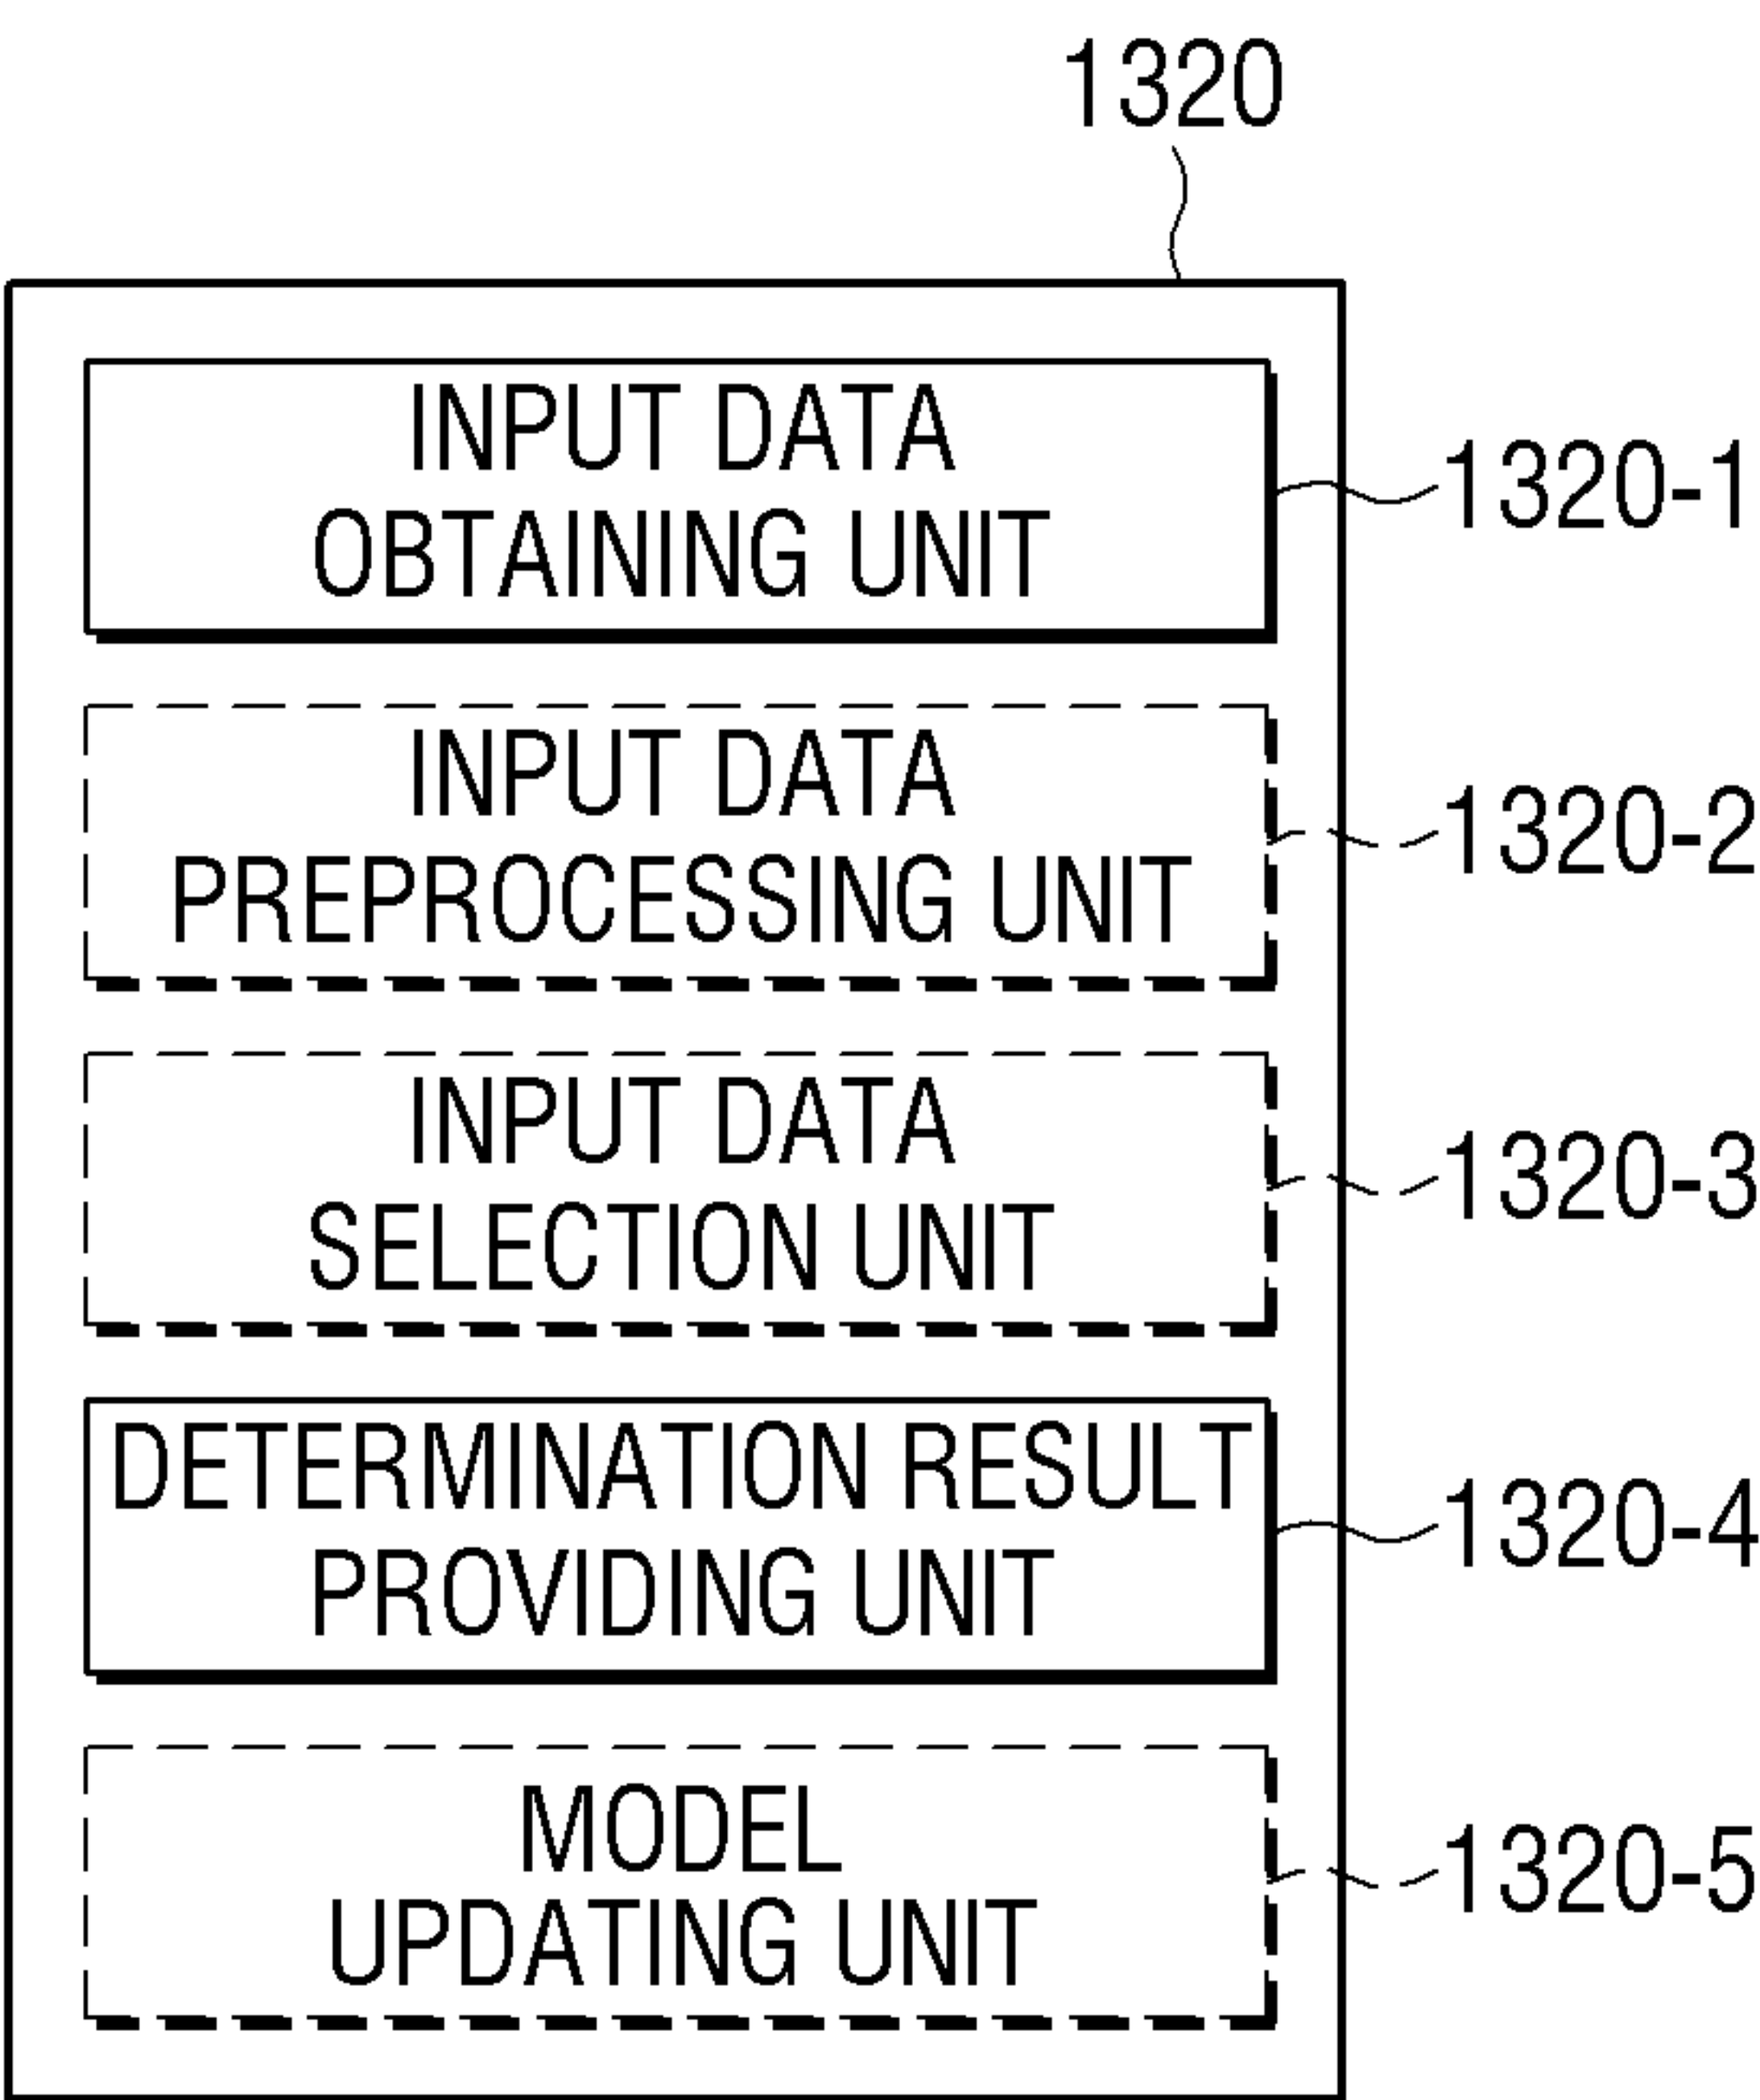 1320
INPUT DATA
OBTAINING UNIT
1320-1
INPUT DATA
PREPROCESSING UNIT
1320-2
INPUT DATA
SELECTION UNIT
1320-3
DETERMINATION RESULT
PROVIDING UNIT
1320-4
MODEL
UPDATING UNIT
1320-5